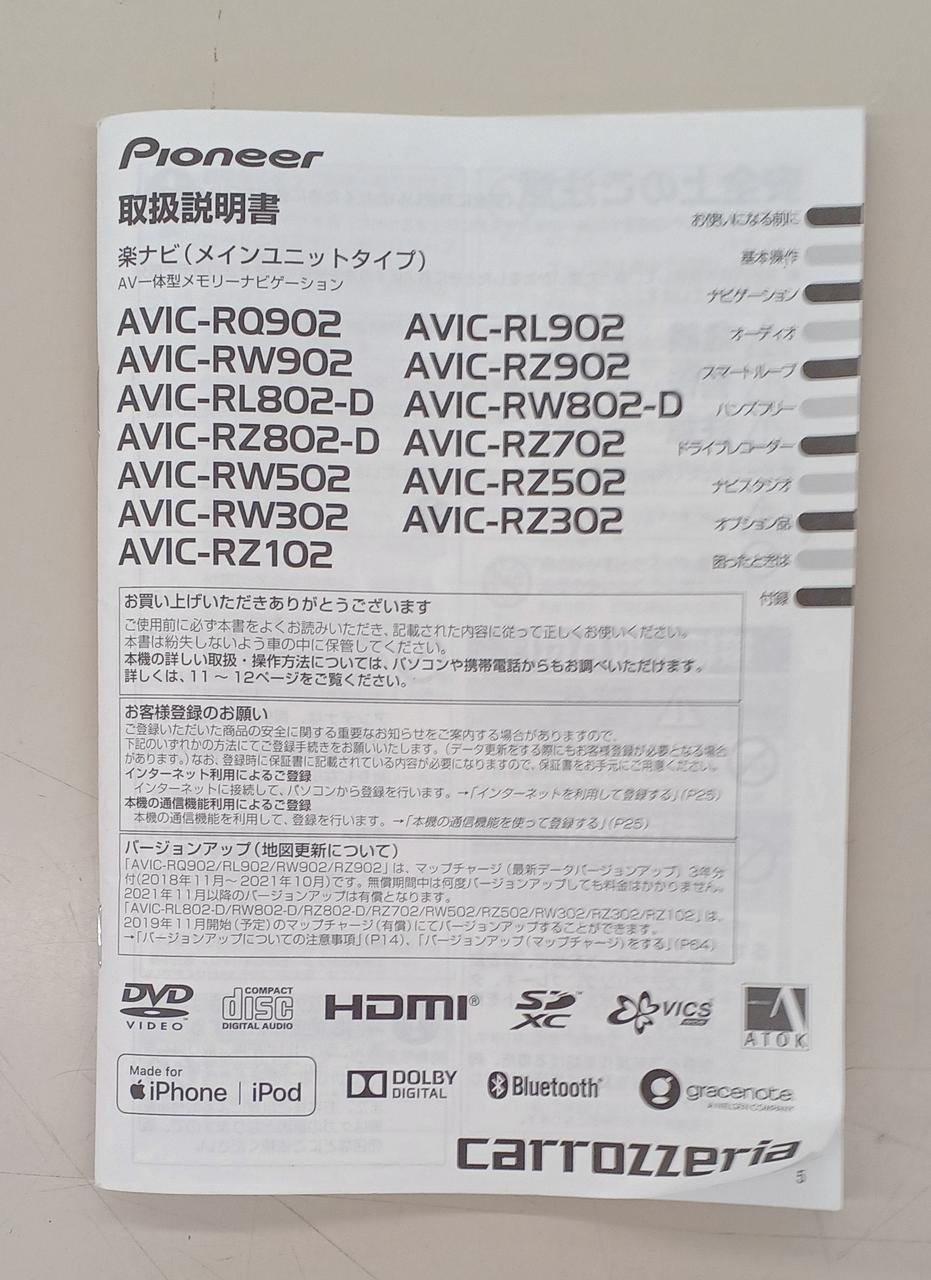 Pioneer
取扱説明書
楽ナビ(メインユニットタイプ)
AV一体型メモリーナビゲーション
AVIC-RQ902 AVIC-RL902
AVIC-RW902 AVIC-RZ902
AVIC-RL802-D AVIC-RW802-D
AVIC-RZ802-D AVIC-RZ702
AVIC-RW502 AVIC-RZ502
AVIC-RW302 AVIC-RZ302
AVIC-RZ102
お使いになる前に
基本操作
ナビゲーション
オーディオ
スマートループ
ハンズフリー
ドライブレコーダー
ナビスタジオ
オプション品
困ったときは
付録
お買い上げいただきありがとうございます
ご使用前に必ず本書をよくお読みいただき、記載された内容に従って正しくお使いください。
本書は紛失しないよう車の中に保管してください。
本機の詳しい取扱・操作方法については、パソコンや携帯電話からもお調べいただけます。
詳しくは、11 ～ 12ページをご覧ください。
お客様登録のお願い
ご登録いただいた商品の安全に関する重要なお知らせをご案内する場合がありますので、
下記のいずれかの方法にてご登録手続きをお願いいたします。(データ更新をする際にもお客様登録が必要となる場合
があります。)なお、登録時に保証書に記載されている内容が必要になりますので、保証書をお手元にご用意ください。
インターネット利用によるご登録
インターネットに接続して、パソコンから登録を行います。→「インターネットを利用して登録する」(P25)
本機の通信機能利用によるご登録
本機の通信機能を利用して、登録を行います。→「本機の通信機能を使って登録する」(P25)
バージョンアップ(地図更新について)
「AVIC-RQ902/RL902/RW902/RZ902」は、マップチャージ(最新データバージョンアップ)3年分
付(2018年11月～2021年10月)です。無償期間中は何度バージョンアップしても料金はかかりません。
2021年11月以降のバージョンアップは有償となります。
「AVIC-RL802-D/RW802-D/RZ802-D/RZ702/RW502/RZ502/RW302/RZ302/RZ102」は、
2019年11月開始(予定)のマップチャージ(有償)にてバージョンアップすることができます。
→「バージョンアップについての注意事項」(P14)、「バージョンアップ(マップチャージ)をする」(P64)
DVD VIDEO™
COMPACT disc DIGITAL AUDIO
HDMI®
SD XC™
VICS WIDE
ATOK
Made for
iPhone | iPod
DOLBY DIGITAL
Bluetooth®
gracenote.
A NIELSEN COMPANY
carrozzeria
5